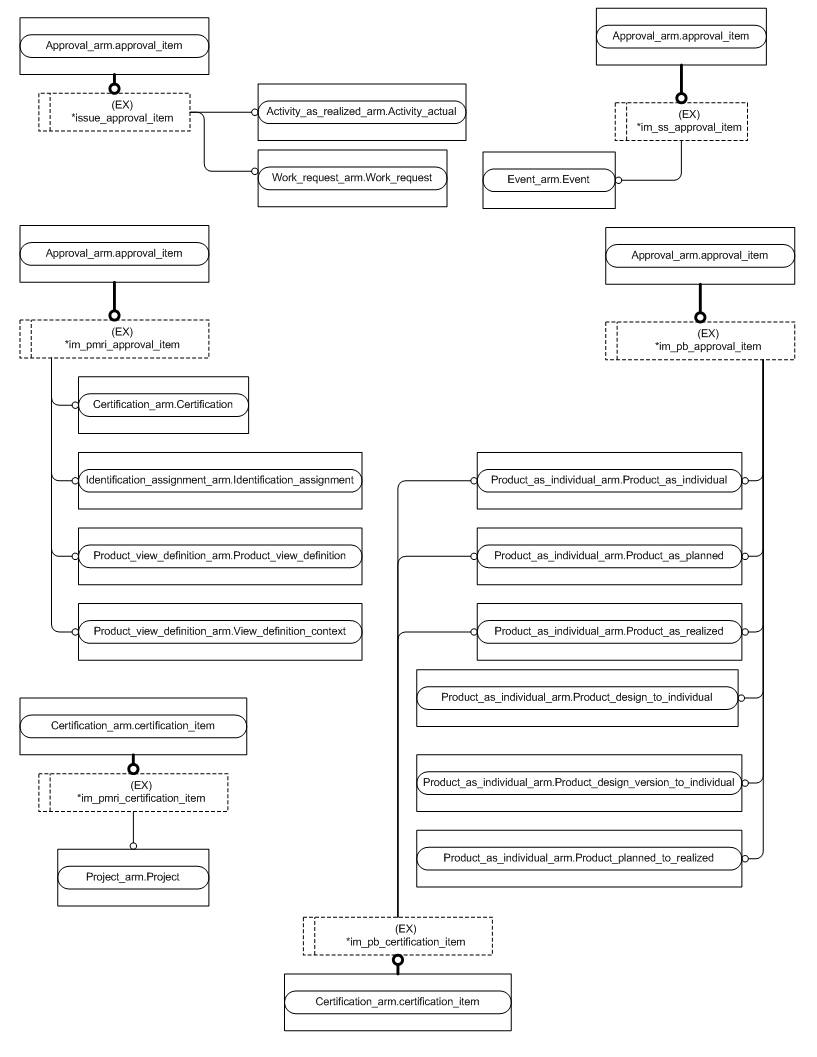 Approval_arm.approval_item
(EX)
*issue_approval_item
Activity_as_realized_arm.Activity_actual
Work_request_arm.Work_request
Approval_arm.approval_item
(EX)
*im_ss_approval_item
Event_arm.Event
Approval_arm.approval_item
(EX)
*im_pmri_approval_item
Certification_arm.Certification
Identification_assignment_arm.Identification_assignment
Product_view_definition_arm.Product_view_definition
Product_view_definition_arm.View_definition_context
Approval_arm.approval_item
(EX)
*im_pb_approval_item
Product_as_individual_arm.Product_as_individual
Product_as_individual_arm.Product_as_planned
Product_as_individual_arm.Product_as_realized
Product_as_individual_arm.Product_design_to_individual
Product_as_individual_arm.Product_design_version_to_individual
Product_as_individual_arm.Product_planned_to_realized
Certification_arm.certification_item
(EX)
*im_pmri_certification_item
Project_arm.Project
(EX)
*im_pb_certification_item
Certification_arm.certification_item